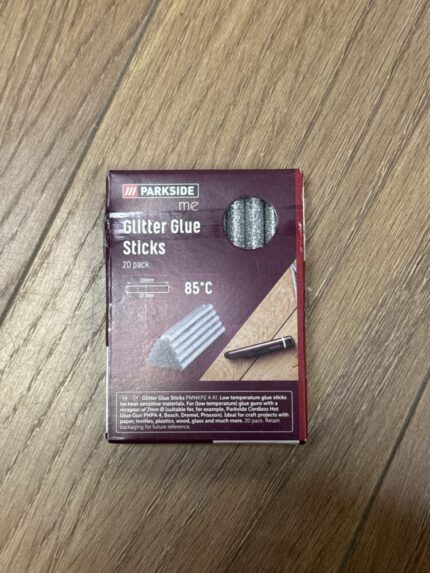 /// PARKSIDE
me
Glitter Glue
Sticks
20 pack
100mm
85°C
Glitter Glue Sticks PMNKPZ 4 A1: Low temperature glue sticks
for heat-sensitive materials. For (low temperature) glue guns with a
receptor of 7mm Ø (suitable for, for example, Parkside Cordless Hot
Glue Gun PHPA 4, Bosch, Dremel, Proxxon). Ideal for craft projects with
paper, textiles, plastics, wood, glass and much more. 20 pack. Retain
packaging for future reference.